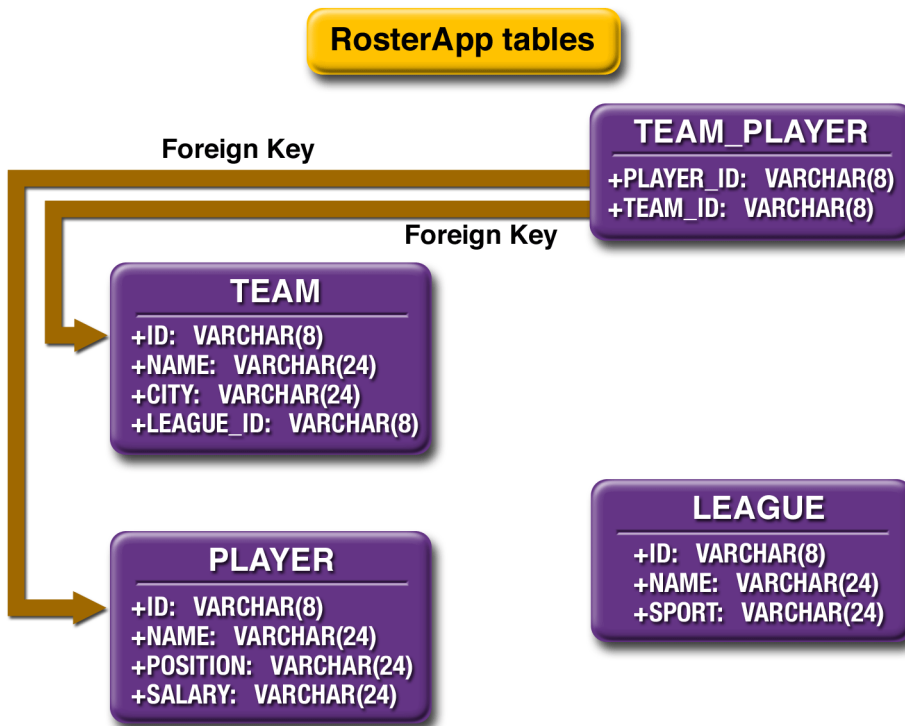 RosterApp tables
TEAM_PLAYER
+PLAYER_ID: VARCHAR(8)
+TEAM_ID: VARCHAR(8)
Foreign Key
Foreign Key
TEAM
+ID: VARCHAR(8)
+NAME: VARCHAR(24)
+CITY: VARCHAR(24)
+LEAGUE_ID: VARCHAR(8)
LEAGUE
+ID: VARCHAR(8)
+NAME: VARCHAR(24)
+SPORT: VARCHAR(24)
PLAYER
+ID: VARCHAR(8)
+NAME: VARCHAR(24)
+POSITION: VARCHAR(24)
+SALARY: VARCHAR(24)